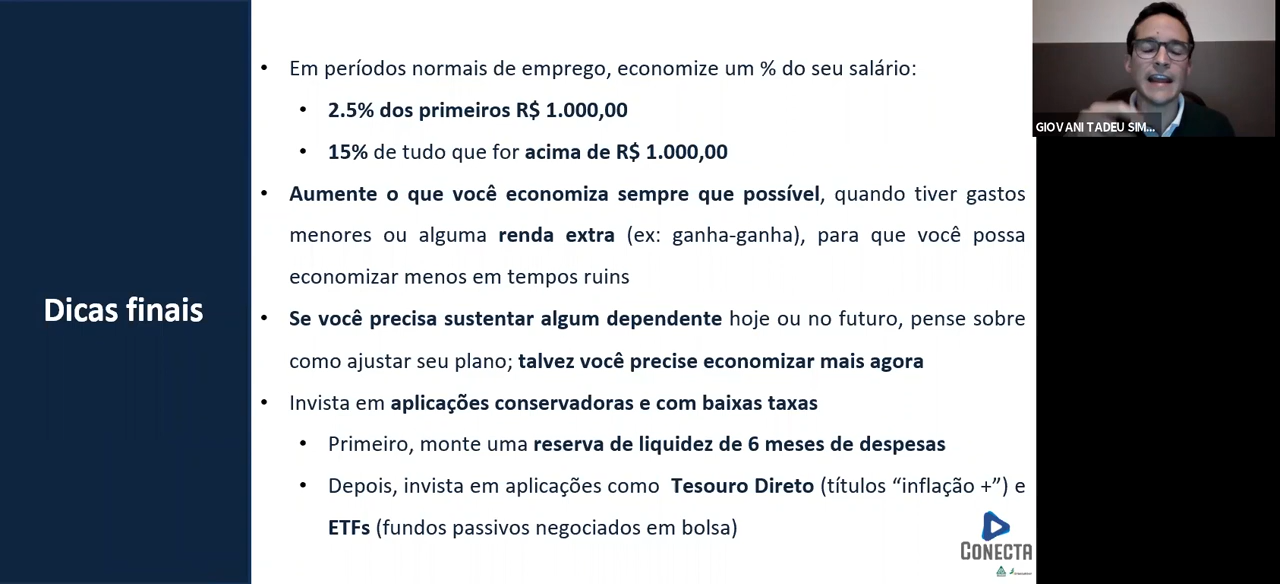 Dicas finais
• Em períodos normais de emprego, economize um % do seu salário:
• 2.5% dos primeiros R$ 1.000,00
• 15% de tudo que for acima de R$ 1.000,00
• Aumente o que você economiza sempre que possível, quando tiver gastos
menores ou alguma renda extra (ex: ganha-ganha), para que você possa
economizar menos em tempos ruins
• Se você precisa sustentar algum dependente hoje ou no futuro, pense sobre
como ajustar seu plano; talvez você precise economizar mais agora
• Invista em aplicações conservadoras e com baixas taxas
• Primeiro, monte uma reserva de liquidez de 6 meses de despesas
• Depois, invista em aplicações como Tesouro Direto (títulos “inflação +”) e
ETFs (fundos passivos negociados em bolsa)
CONECTA
GIOVANI TADEU SIM...